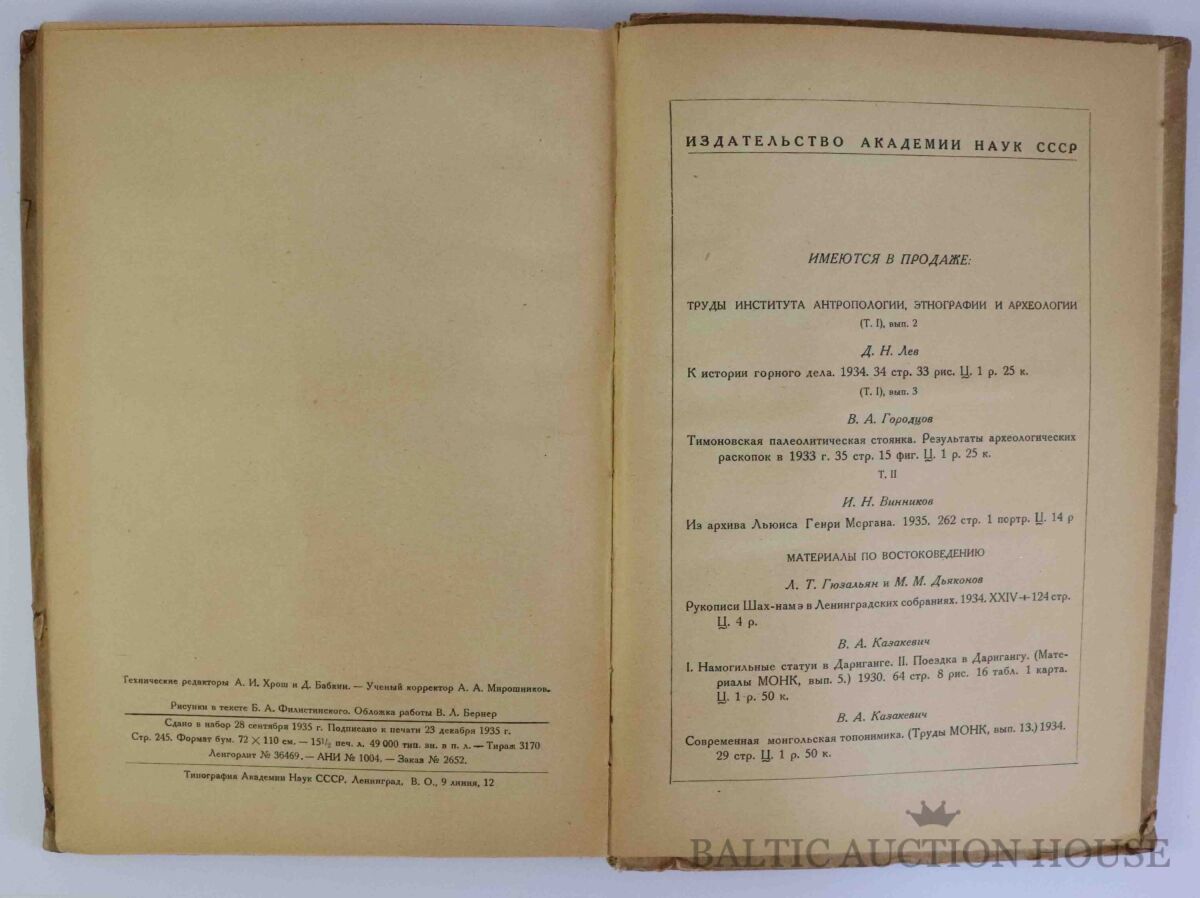 Технические редакторы А. И. Хрош и Д. Бабкин. — Ученый корректор А. А. Мирошников.
Рисунки в тексте Б. А. Филистинского. Обложка работы В. Л. Бернер
Сдано в набор 28 сентября 1935 г. Подписано к печати 23 декабря 1935 г.
Стр. 245. Формат бум. 72 × 110 см. — 15¹/₂ печ. л. 49 000 тип. зн. в п. л. — Тираж 3170
Ленгорлит № 36469. — АНИ № 1004. — Заказ № 2652.
Типография Академии Наук СССР. Ленинград, В. О., 9 линия, 12
ИЗДАТЕЛЬСТВО АКАДЕМИИ НАУК СССР
ИМЕЮТСЯ В ПРОДАЖЕ:
ТРУДЫ ИНСТИТУТА АНТРОПОЛОГИИ, ЭТНОГРАФИИ И АРХЕОЛОГИИ
(Т. I), вып. 2
Д. Н. Лев
К истории горного дела. 1934. 34 стр. 33 рис. Ц. 1 р. 25 к.
(Т. I), вып. 3
В. А. Городцов
Тимоновская палеолитическая стоянка. Результаты археологических
раскопок в 1933 г. 35 стр. 15 фиг. Ц. 1 р. 25 к.
Т. II
И. Н. Винников
Из архива Льюиса Генри Моргана. 1935. 262 стр. 1 портр. Ц. 14 р
МАТЕРИАЛЫ ПО ВОСТОКОВЕДЕНИЮ
Л. Т. Гюзальян и М. М. Дьяконов
Рукописи Шах-намэ в Ленинградских собраниях. 1934. XXIV+124 стр.
Ц. 4 р.
В. А. Казакевич
I. Намогильные статуи в Дариганге. II. Поездка в Даригангу. (Мате-
риалы МОНК, вып. 5.) 1930. 64 стр. 8 рис. 16 табл. 1 карта.
Ц. 1 р. 50 к.
В. А. Казакевич
Современная монгольская топонимика. (Труды МОНК, вып. 13.) 1934.
29 стр. Ц. 1 р. 50 к.
BALTIC AUCTION HOUSE